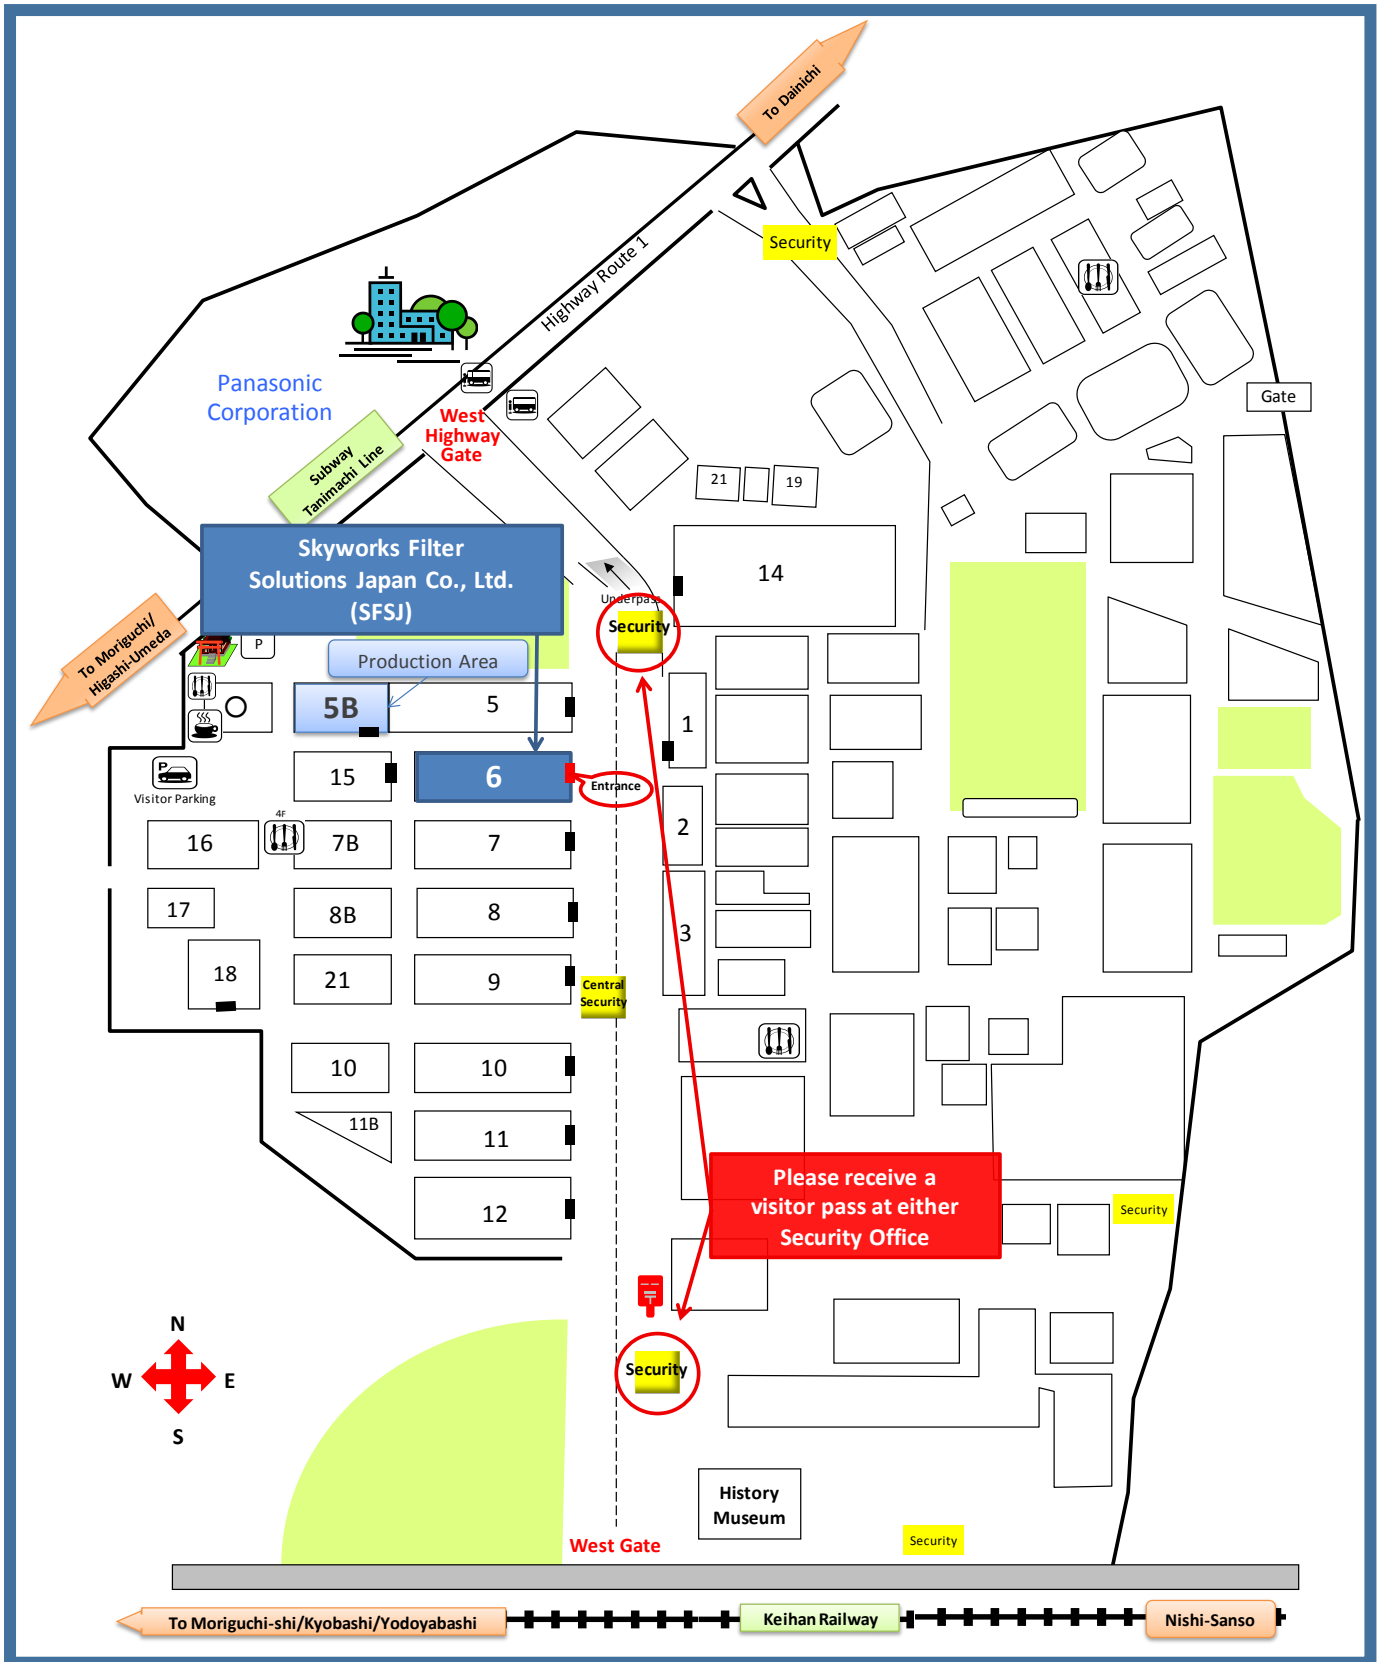 To Dainichi
Security
Highway Route 1
Panasonic
Corporation
Gate
West
Highway
Gate
Subway
Tanimachi Line
21
19
Skyworks Filter
Solutions Japan Co., Ltd.
(SFSJ)
14
Underpass
Security
To Moriguchi/
Higashi-Umeda
P
Production Area
5B
5
1
15
6
Entrance
P
Visitor Parking
4F
16
7B
7
2
17
8B
8
3
18
21
9
Central
Security
10
10
11B
11
12
Please receive a
visitor pass at either
Security Office
Security
N
W
E
S
Security
History
Museum
West Gate
Security
To Moriguchi-shi/Kyobashi/Yodoyabashi
Keihan Railway
Nishi-Sanso